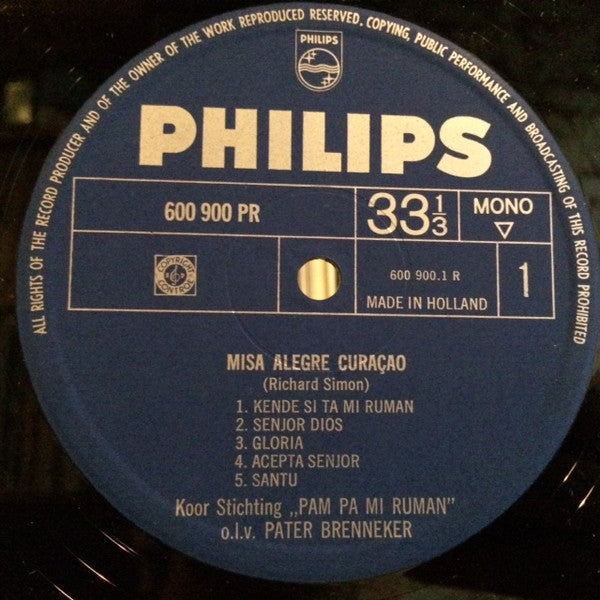 ALL RIGHTS OF THE RECORD PRODUCER AND OF THE OWNER OF THE WORK REPRODUCED RESERVED. COPYING, PUBLIC PERFORMANCE AND BROADCASTING OF THIS RECORD PROHIBITED
PHILIPS
PHILIPS
600 900 PR
33 1/3
MONO
▽
COPYRIGHT
CONTROL
600 900.1 R
MADE IN HOLLAND
1
MISA ALEGRE CURAÇAO
(Richard Simon)
1. KENDE SI TA MI RUMAN
2. SENJOR DIOS
3. GLORIA
4. ACEPTA SENJOR
5. SANTU
Koor Stichting „PAM PA MI RUMAN”
o.l.v. PATER BRENNEKER